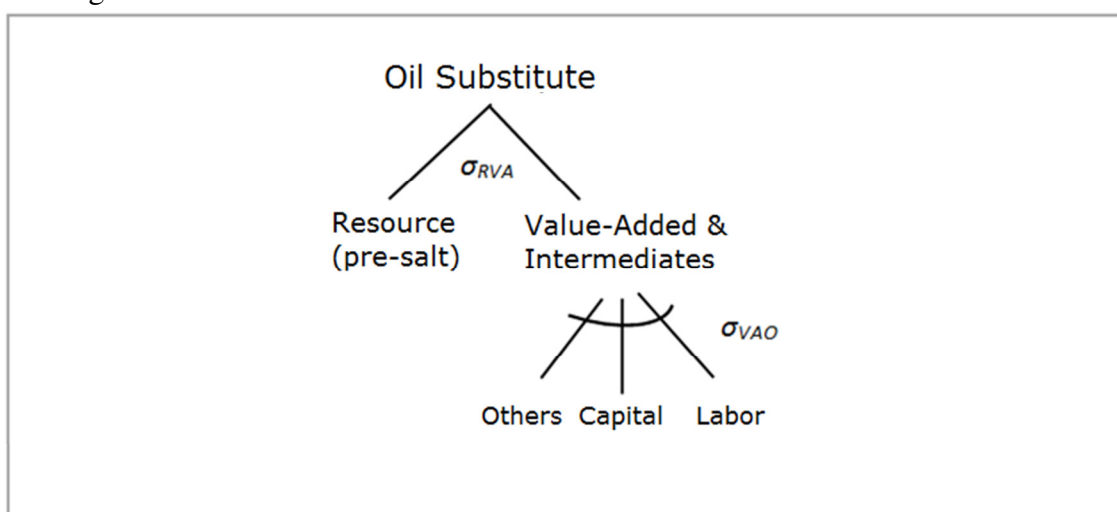 Oil Substitute
σRVA
Resource
(pre-salt)
Value-Added &
Intermediates
σVAO
Others Capital Labor